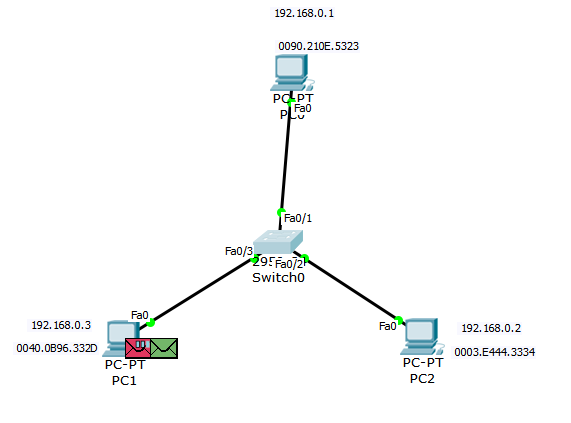 192.168.0.1
0090.210E.5323
PC-PT
Fa0
PC0
Fa0/1
Fa0/3
Fa0/2
Switch0
Fa0
192.168.0.3
0040.0B96.332D
PC-PT
PC1
Fa0
192.168.0.2
0003.E444.3334
PC-PT
PC2